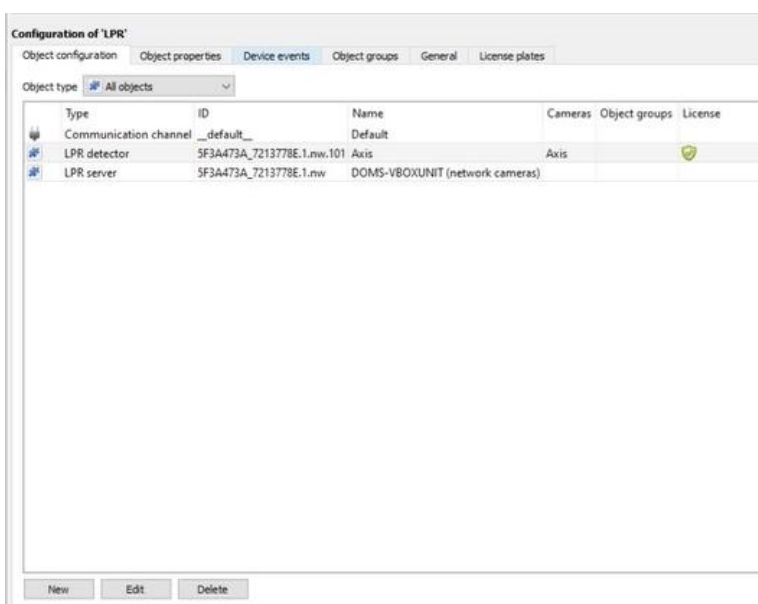 Configuration of 'LPR'
Object configuration Object properties Device events Object groups General License plates
Object type All objects
Type ID Name Cameras Object groups License
Communication channel __default__ Default
LPR detector 5F3A473A_7213778E.1.nw.101 Axis Axis
LPR server 5F3A473A_7213778E.1.nw DOMS-VBOXUNIT (network cameras)
New Edit Delete